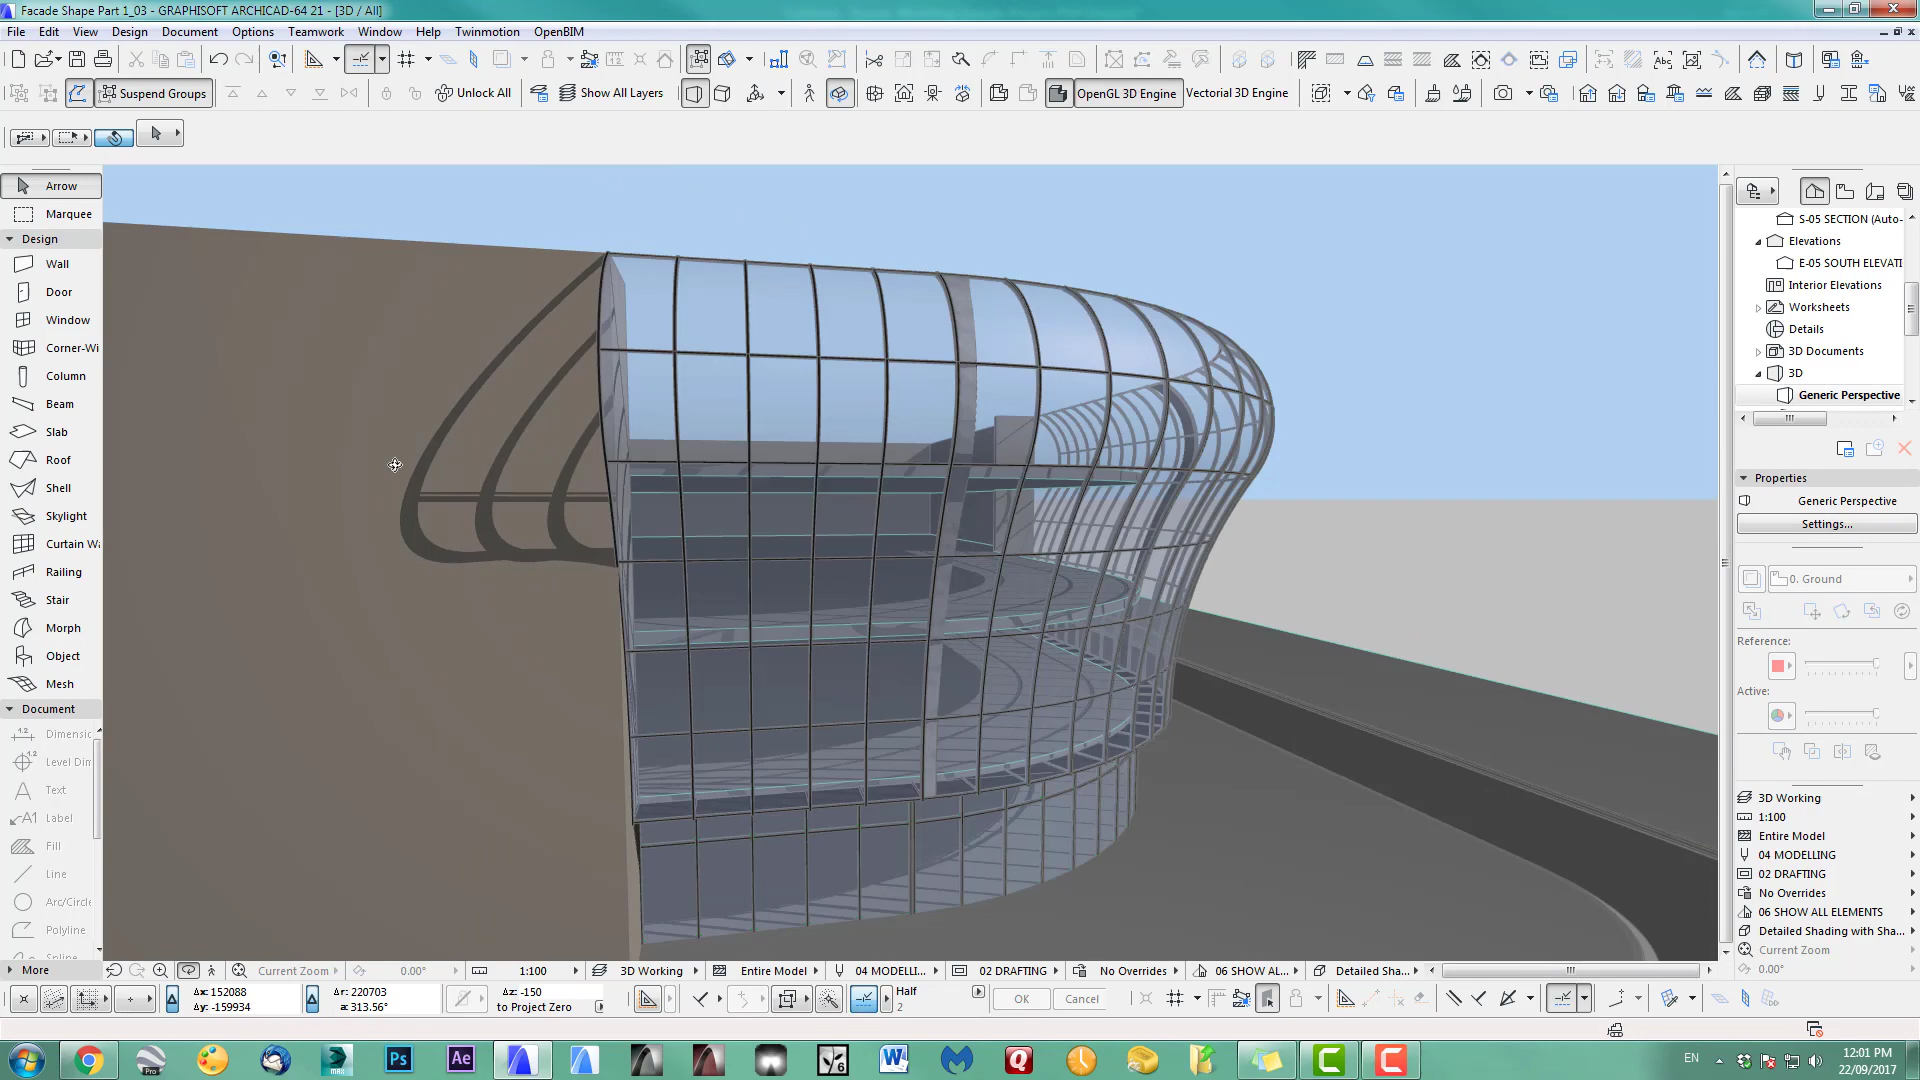 Facade Shape Part 1_03 - GRAPHISOFT ARCHICAD-64 21 - [3D / All]
File Edit View Design Document Options Teamwork Window Help Twinmotion OpenBIM
Suspend Groups Unlock All Show All Layers OpenGL 3D Engine Vectorial 3D Engine
Arrow
Marquee
Design
Wall
Door
Window
Corner-Wi
Column
Beam
Slab
Roof
Shell
Skylight
Curtain Wa
Railing
Stair
Morph
Object
Mesh
Document
Dimensic
Level Dim
Text
Label
Fill
Line
Arc/Circle
Polyline
Spline
More
S-05 SECTION (Auto-
Elevations
E-05 SOUTH ELEVATI
Interior Elevations
Worksheets
Details
3D Documents
3D
Generic Perspective
Properties
Generic Perspective
Settings...
0. Ground
Reference:
Active:
3D Working
1:100
Entire Model
04 MODELLING
02 DRAFTING
No Overrides
06 SHOW ALL ELEMENTS
Detailed Shading with Sha...
Current Zoom
0.00°
Current Zoom 0.00° 1:100 3D Working Entire Model 04 MODELLI... 02 DRAFTING No Overrides 06 SHOW AL... Detailed Sha...
Δx: 152088 Δr: 220703 Δz: -150 Half
Δy: -159934 a: 313.56° to Project Zero 2 OK Cancel
EN 12:01 PM
22/09/2017